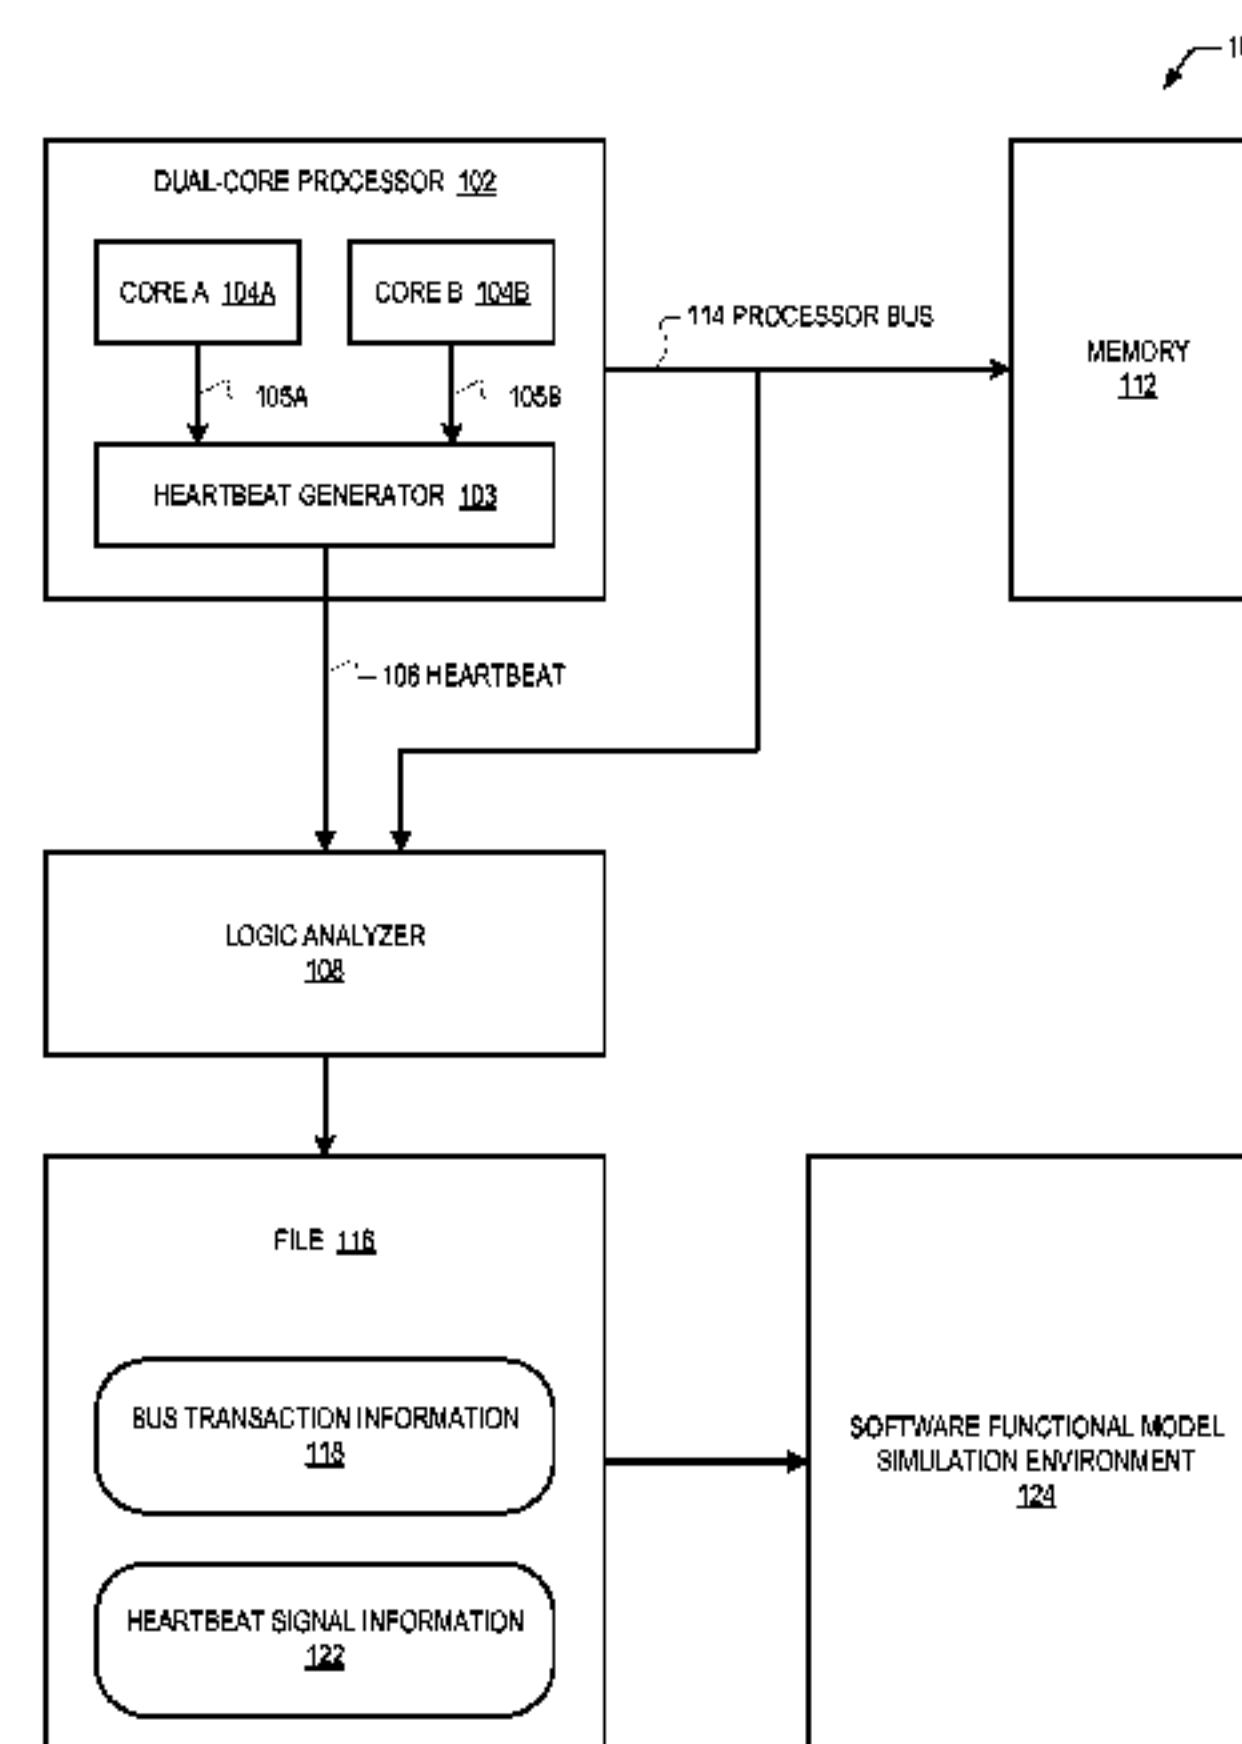 DUAL-CORE PROCESSOR 102
CORE A 104A
CORE B 104B
114 PROCESSOR BUS
MEMORY
112
105A
105B
HEARTBEAT GENERATOR 103
106 HEARTBEAT
LOGIC ANALYZER
108
FILE 116
BUS TRANSACTION INFORMATION
118
SOFTWARE FUNCTIONAL MODEL
SIMULATION ENVIRONMENT
124
HEARTBEAT SIGNAL INFORMATION
122